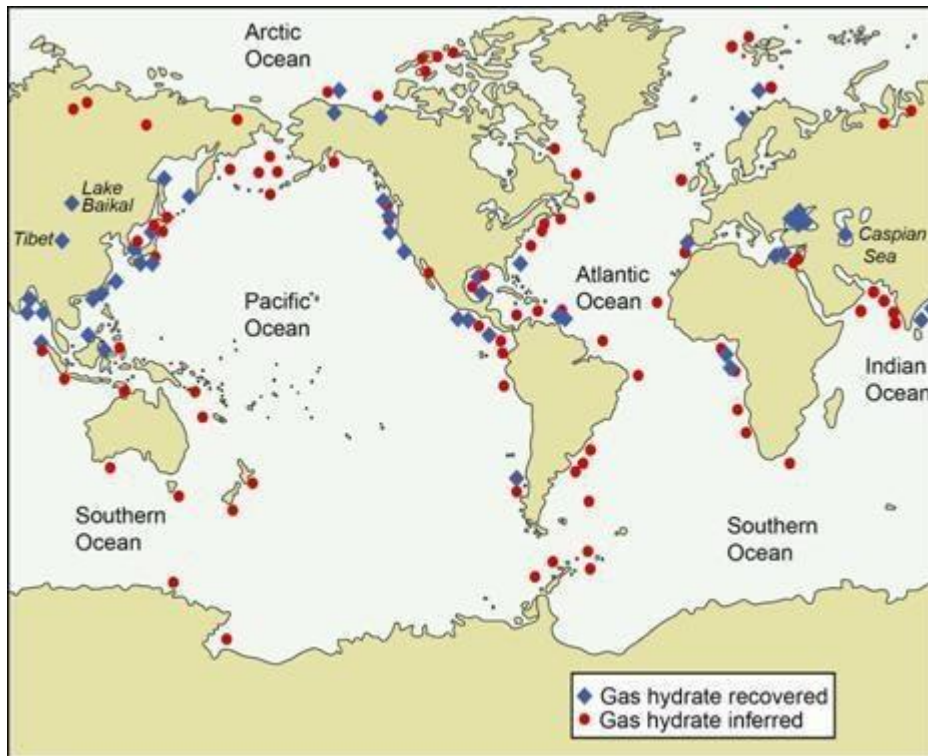 Arctic
Ocean
Lake
Baikal
Tibet
Caspian
Sea
Atlantic
Ocean
Pacific
Ocean
Indian
Ocean
Southern
Ocean
Southern
Ocean
Gas hydrate recovered
Gas hydrate inferred